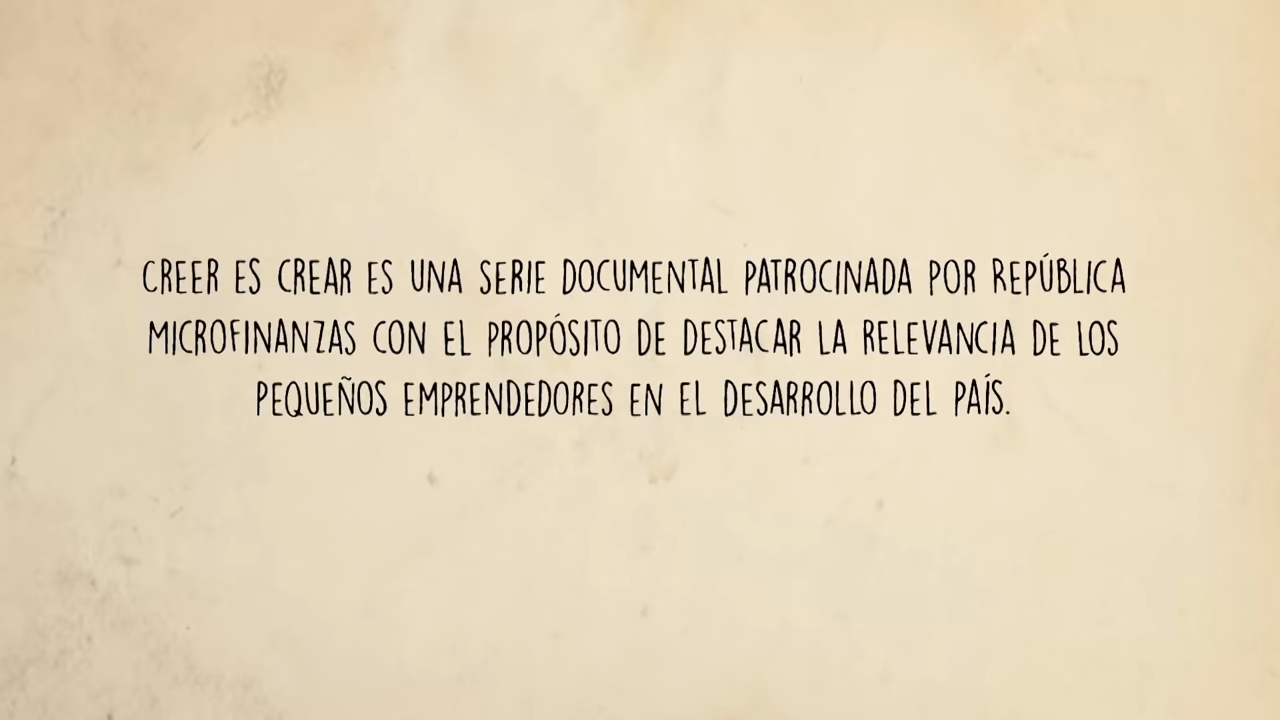 CREER ES CREAR ES UNA SERIE DOCUMENTAL PATROCINADA POR REPÚBLICA
MICROFINANZAS CON EL PROPÓSITO DE DESTACAR LA RELEVANCIA DE LOS
PEQUEÑOS EMPRENDEDORES EN EL DESARROLLO DEL PAÍS.